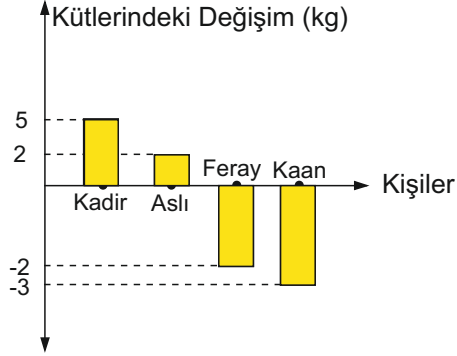 Kütlerindeki Değişim (kg)
5
2
Feray Kaan
Kişiler
Kadir Aslı
-2
-3